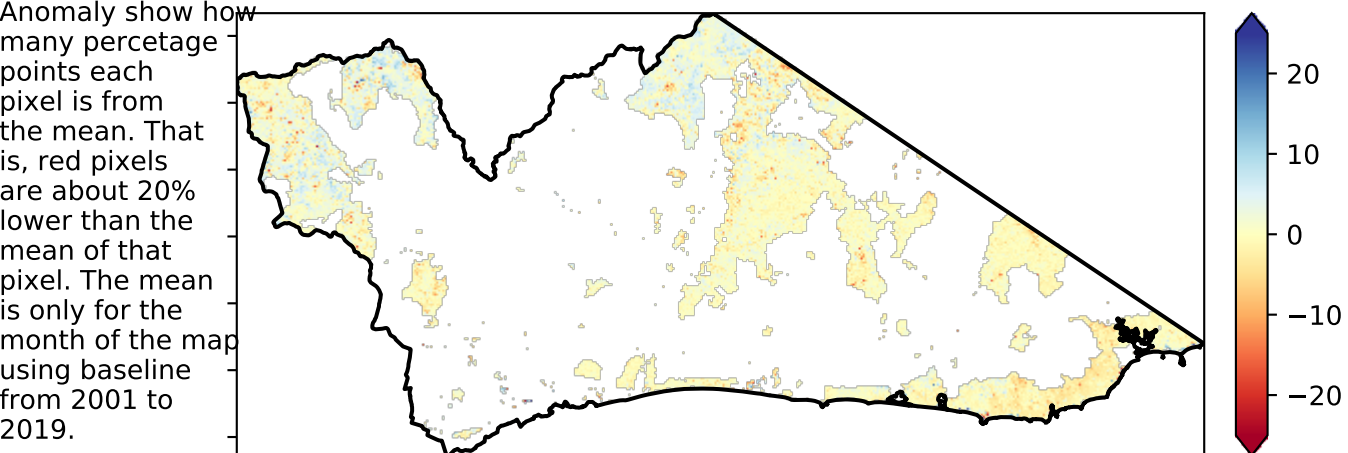 Anomaly show how
many percetage
points each
pixel is from
the mean. That
is, red pixels
are about 20%
lower than the
mean of that
pixel. The mean
is only for the
month of the map
using baseline
from 2001 to
2019.
20
10
0
−10
−20